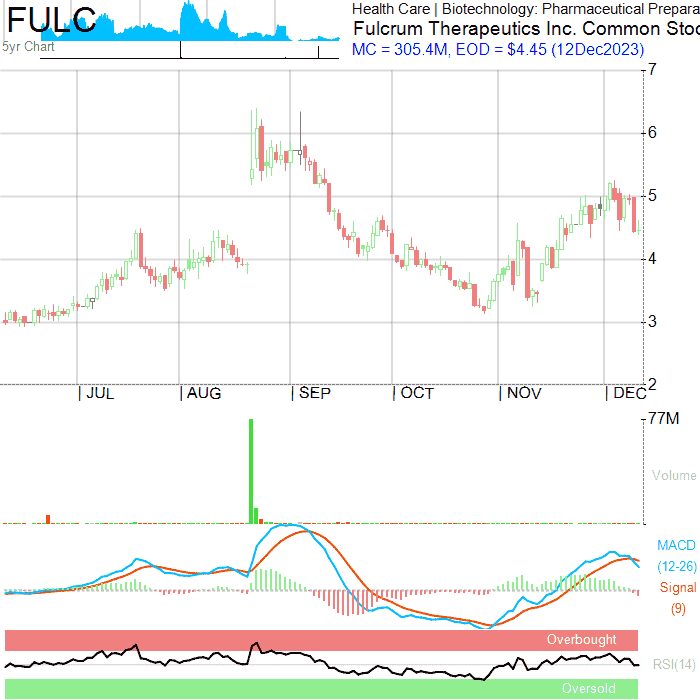 FULC
5yr Chart
Health Care | Biotechnology: Pharmaceutical Prepara
Fulcrum Therapeutics Inc. Common Stoc
MC = 305.4M, EOD = $4.45 (12Dec2023)
7
6
5
4
3
2
JUL AUG SEP OCT NOV DEC
77M
Volume
MACD
(12-26)
Signal
(9)
Overbought
RSI(14)
Oversold